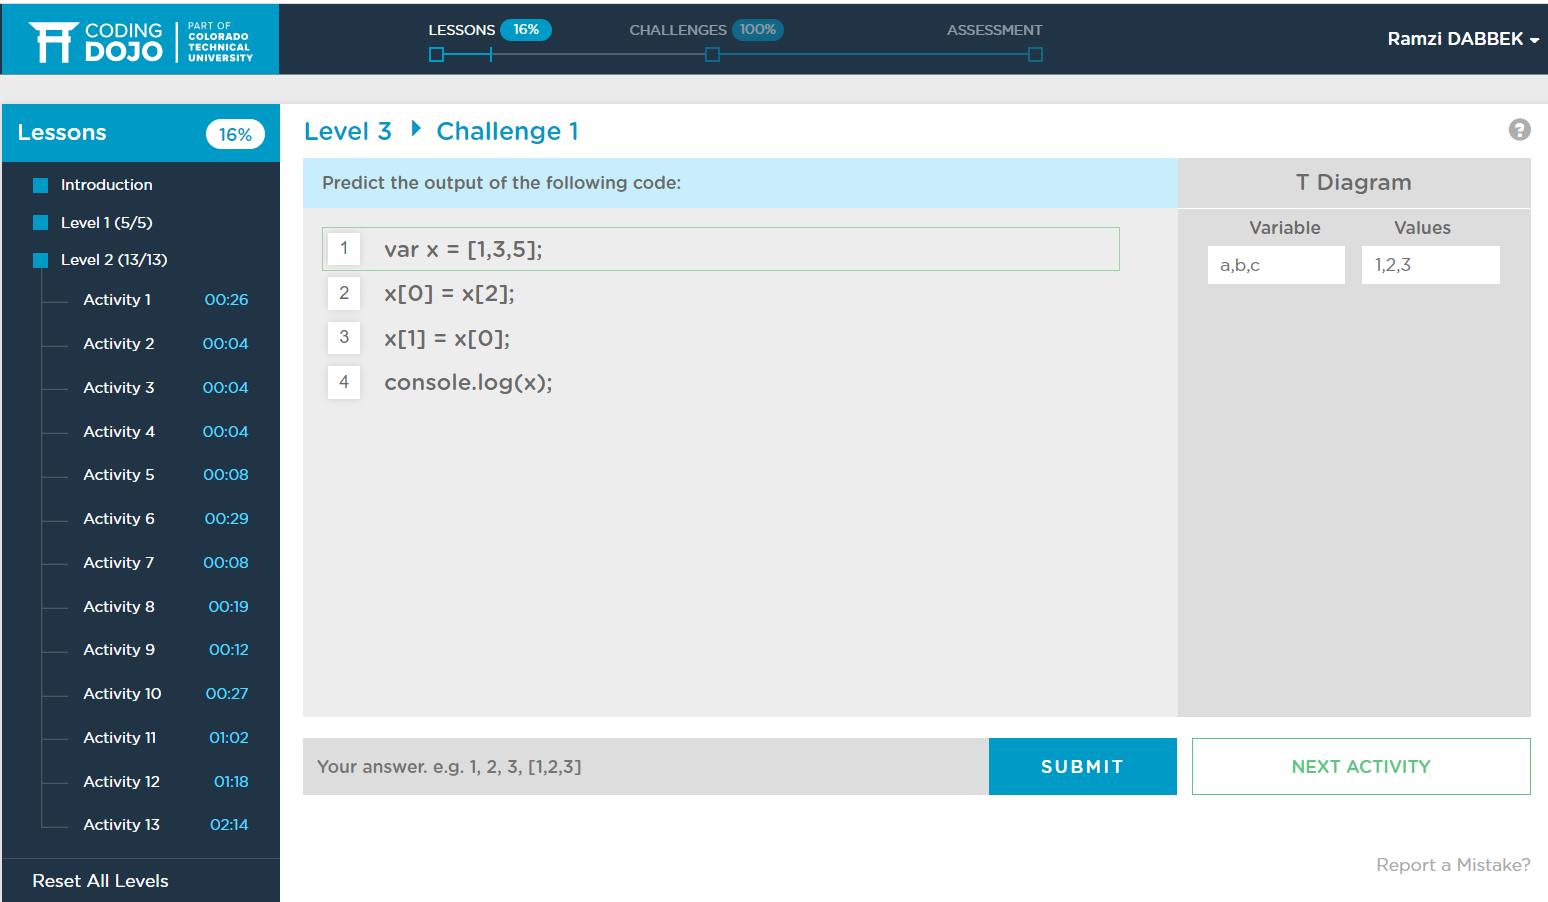 CODING
DOJO
PART OF
COLORADO
TECHNICAL
UNIVERSITY
LESSONS 16%
CHALLENGES 100%
ASSESSMENT
Ramzi DABBEK
Lessons 16%
Introduction
Level 1 (5/5)
Level 2 (13/13)
Activity 1 00:26
Activity 2 00:04
Activity 3 00:04
Activity 4 00:04
Activity 5 00:08
Activity 6 00:29
Activity 7 00:08
Activity 8 00:19
Activity 9 00:12
Activity 10 00:27
Activity 11 01:02
Activity 12 01:18
Activity 13 02:14
Reset All Levels
Level 3 Challenge 1
?
Predict the output of the following code:
1 var x = [1,3,5];
2 x[0] = x[2];
3 x[1] = x[0];
4 console.log(x);
T Diagram
Variable Values
a,b,c 1,2,3
Your answer. e.g. 1, 2, 3, [1,2,3]
SUBMIT
NEXT ACTIVITY
Report a Mistake?